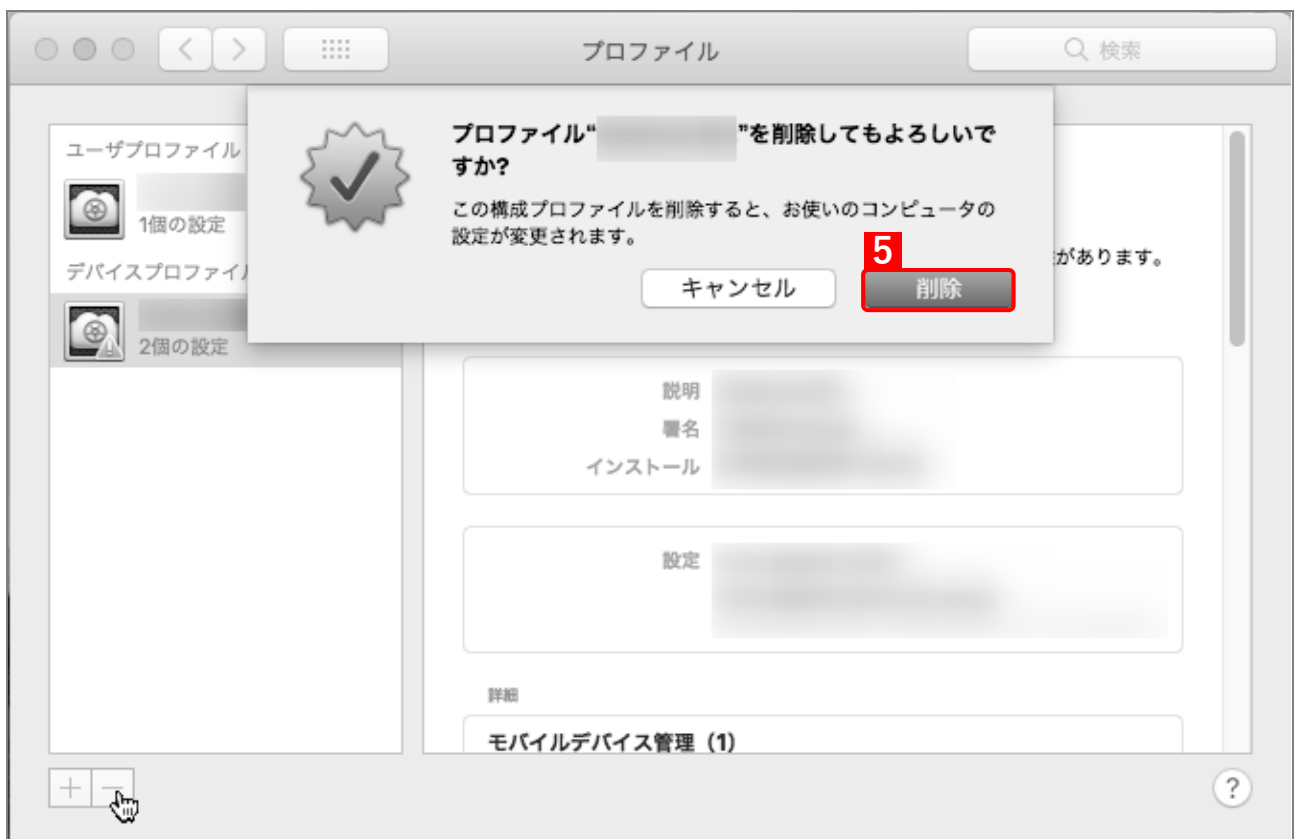 プロファイル
検索
プロファイル“ ”を削除してもよろしいで
すか?
この構成プロファイルを削除すると、お使いのコンピュータの
設定が変更されます。
5
キャンセル
削除
ユーザプロファイル
1個の設定
デバイスプロファイ
2個の設定
があります。
説明
署名
インストール
設定
詳細
モバイルデバイス管理（1）
?